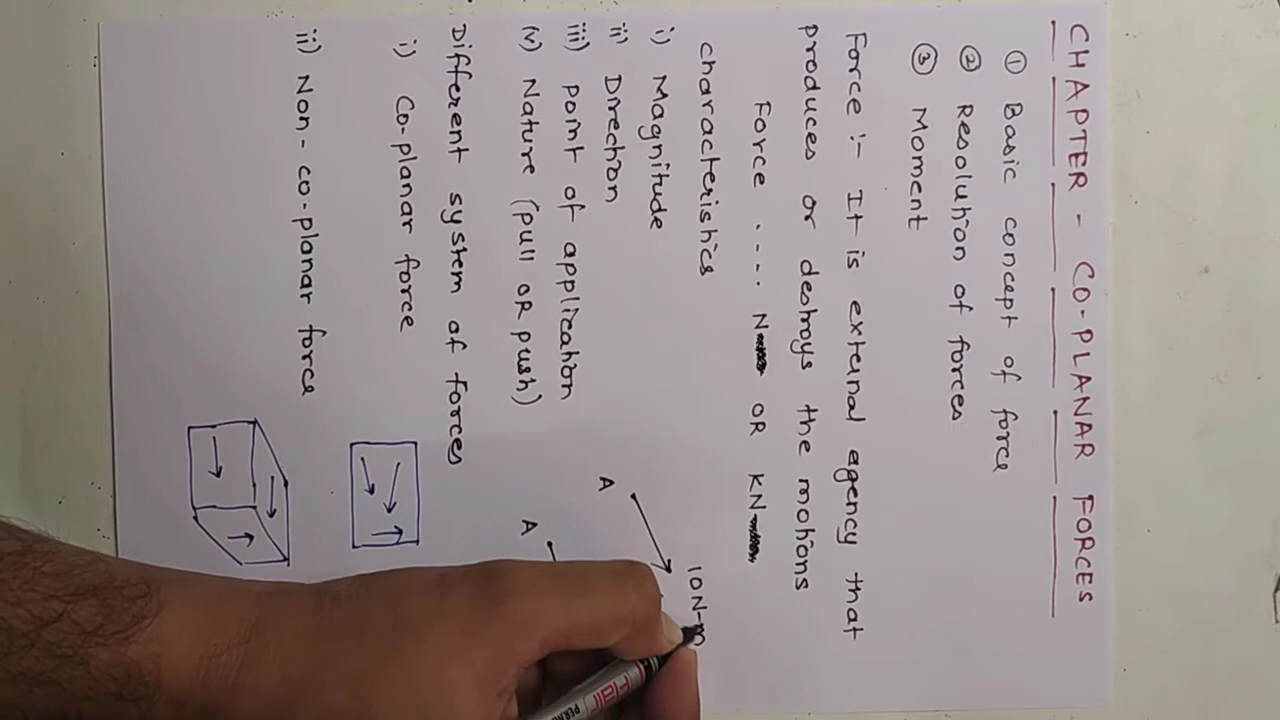 CHAPTER - CO-PLANAR FORCES
① Basic concept of force
② Resolution of forces
③ Moment
Force :- It is external agency that
produces or destroys the motions
Force .... N OR KN
characteristics
i) Magnitude
ii) Direction
iii) point of application
(v) Nature (pull OR push)
Different system of forces
i) Co-planar force
ii) Non-co-planar force
A
10N-m
A
PERM